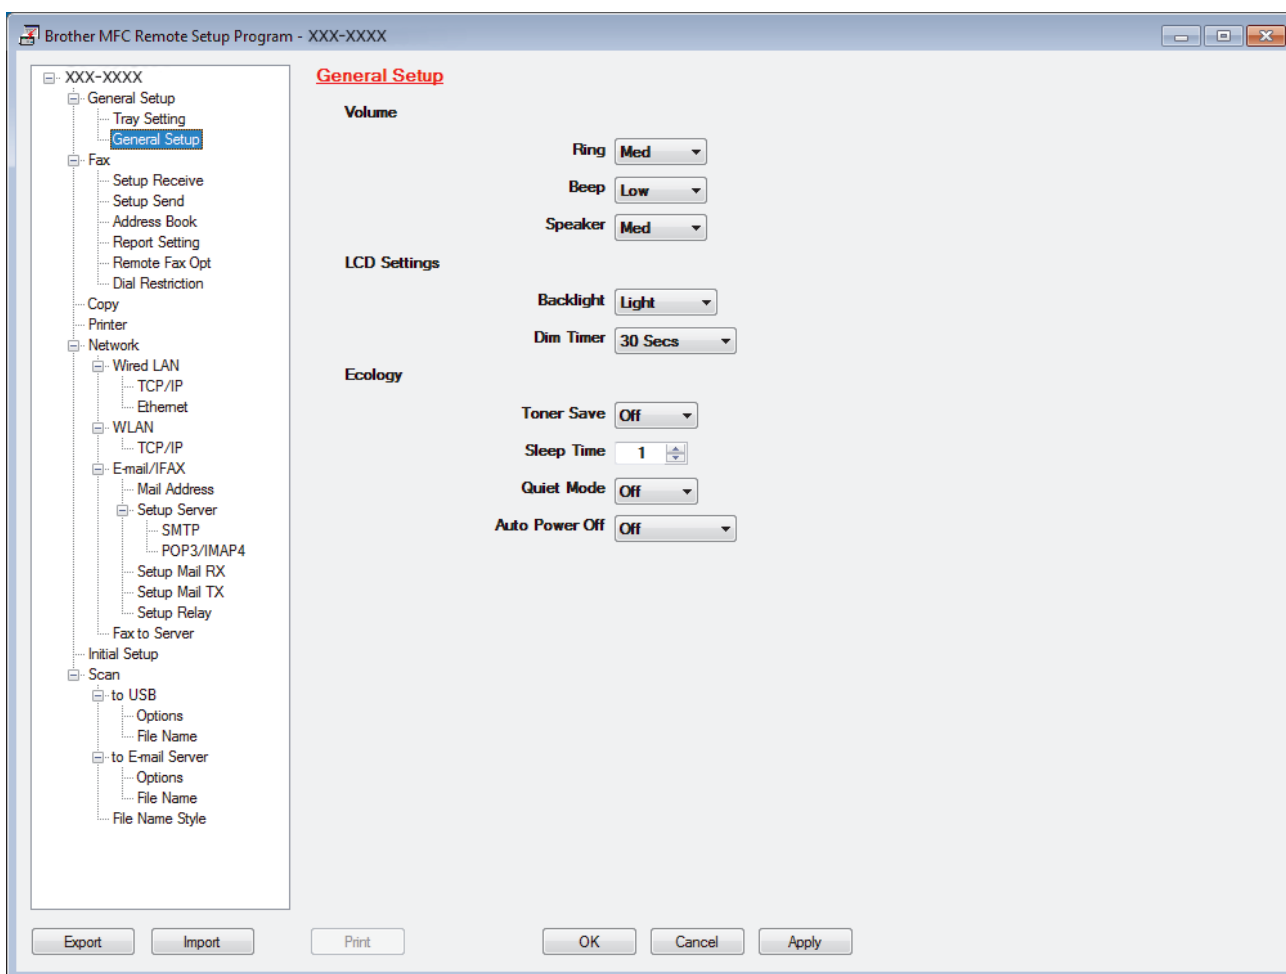 Brother MFC Remote Setup Program - XXX-XXXX
XXX-XXXX
General Setup
Tray Setting
General Setup
Fax
Setup Receive
Setup Send
Address Book
Report Setting
Remote Fax Opt
Dial Restriction
Copy
Printer
Network
Wired LAN
TCP/IP
Ethernet
WLAN
TCP/IP
E-mail/IFAX
Mail Address
Setup Server
SMTP
POP3/IMAP4
Setup Mail RX
Setup Mail TX
Setup Relay
Fax to Server
Initial Setup
Scan
to USB
Options
File Name
to E-mail Server
Options
File Name
File Name Style
General Setup
Volume
Ring Med
Beep Low
Speaker Med
LCD Settings
Backlight Light
Dim Timer 30 Secs
Ecology
Toner Save Off
Sleep Time 1
Quiet Mode Off
Auto Power Off Off
Export Import Print OK Cancel Apply